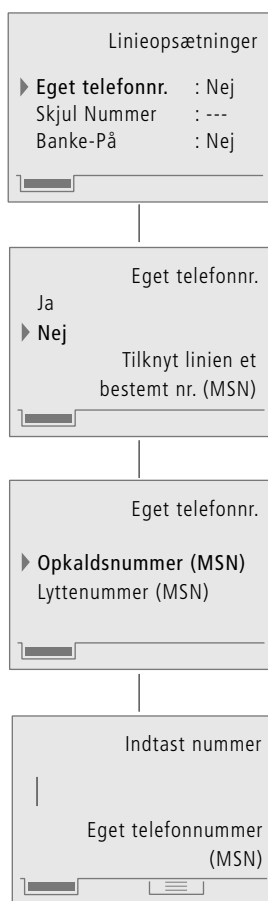 Linieopsætninger
Eget telefonnr. : Nej
Skjul Nummer : ---
Banke-På : Nej
Eget telefonnr.
Ja
Nej
Tilknyt linien et
bestemt nr. (MSN)
Eget telefonnr.
Opkaldsnummer (MSN)
Lyttenummer (MSN)
Indtast nummer
Eget telefonnummer
(MSN)